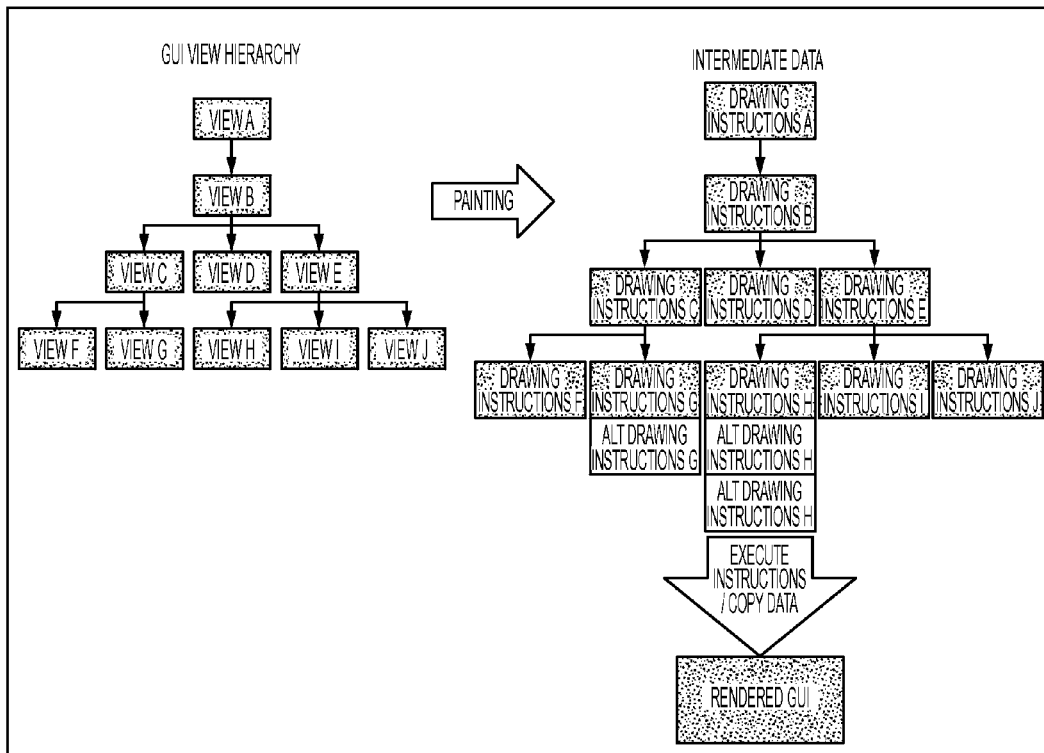 GUI VIEW HIERARCHY
VIEW A
VIEW B
VIEW C
VIEW D
VIEW E
VIEW F
VIEW G
VIEW H
VIEW I
VIEW J
PAINTING
INTERMEDIATE DATA
DRAWING
INSTRUCTIONS A
DRAWING
INSTRUCTIONS B
DRAWING
INSTRUCTIONS C
DRAWING
INSTRUCTIONS D
DRAWING
INSTRUCTIONS E
DRAWING
INSTRUCTIONS F
DRAWING
INSTRUCTIONS G
DRAWING
INSTRUCTIONS H
DRAWING
INSTRUCTIONS I
DRAWING
INSTRUCTIONS J
ALT DRAWING
INSTRUCTIONS G
ALT DRAWING
INSTRUCTIONS H
ALT DRAWING
INSTRUCTIONS H
EXECUTE
INSTRUCTIONS
/ COPY DATA
RENDERED GUI